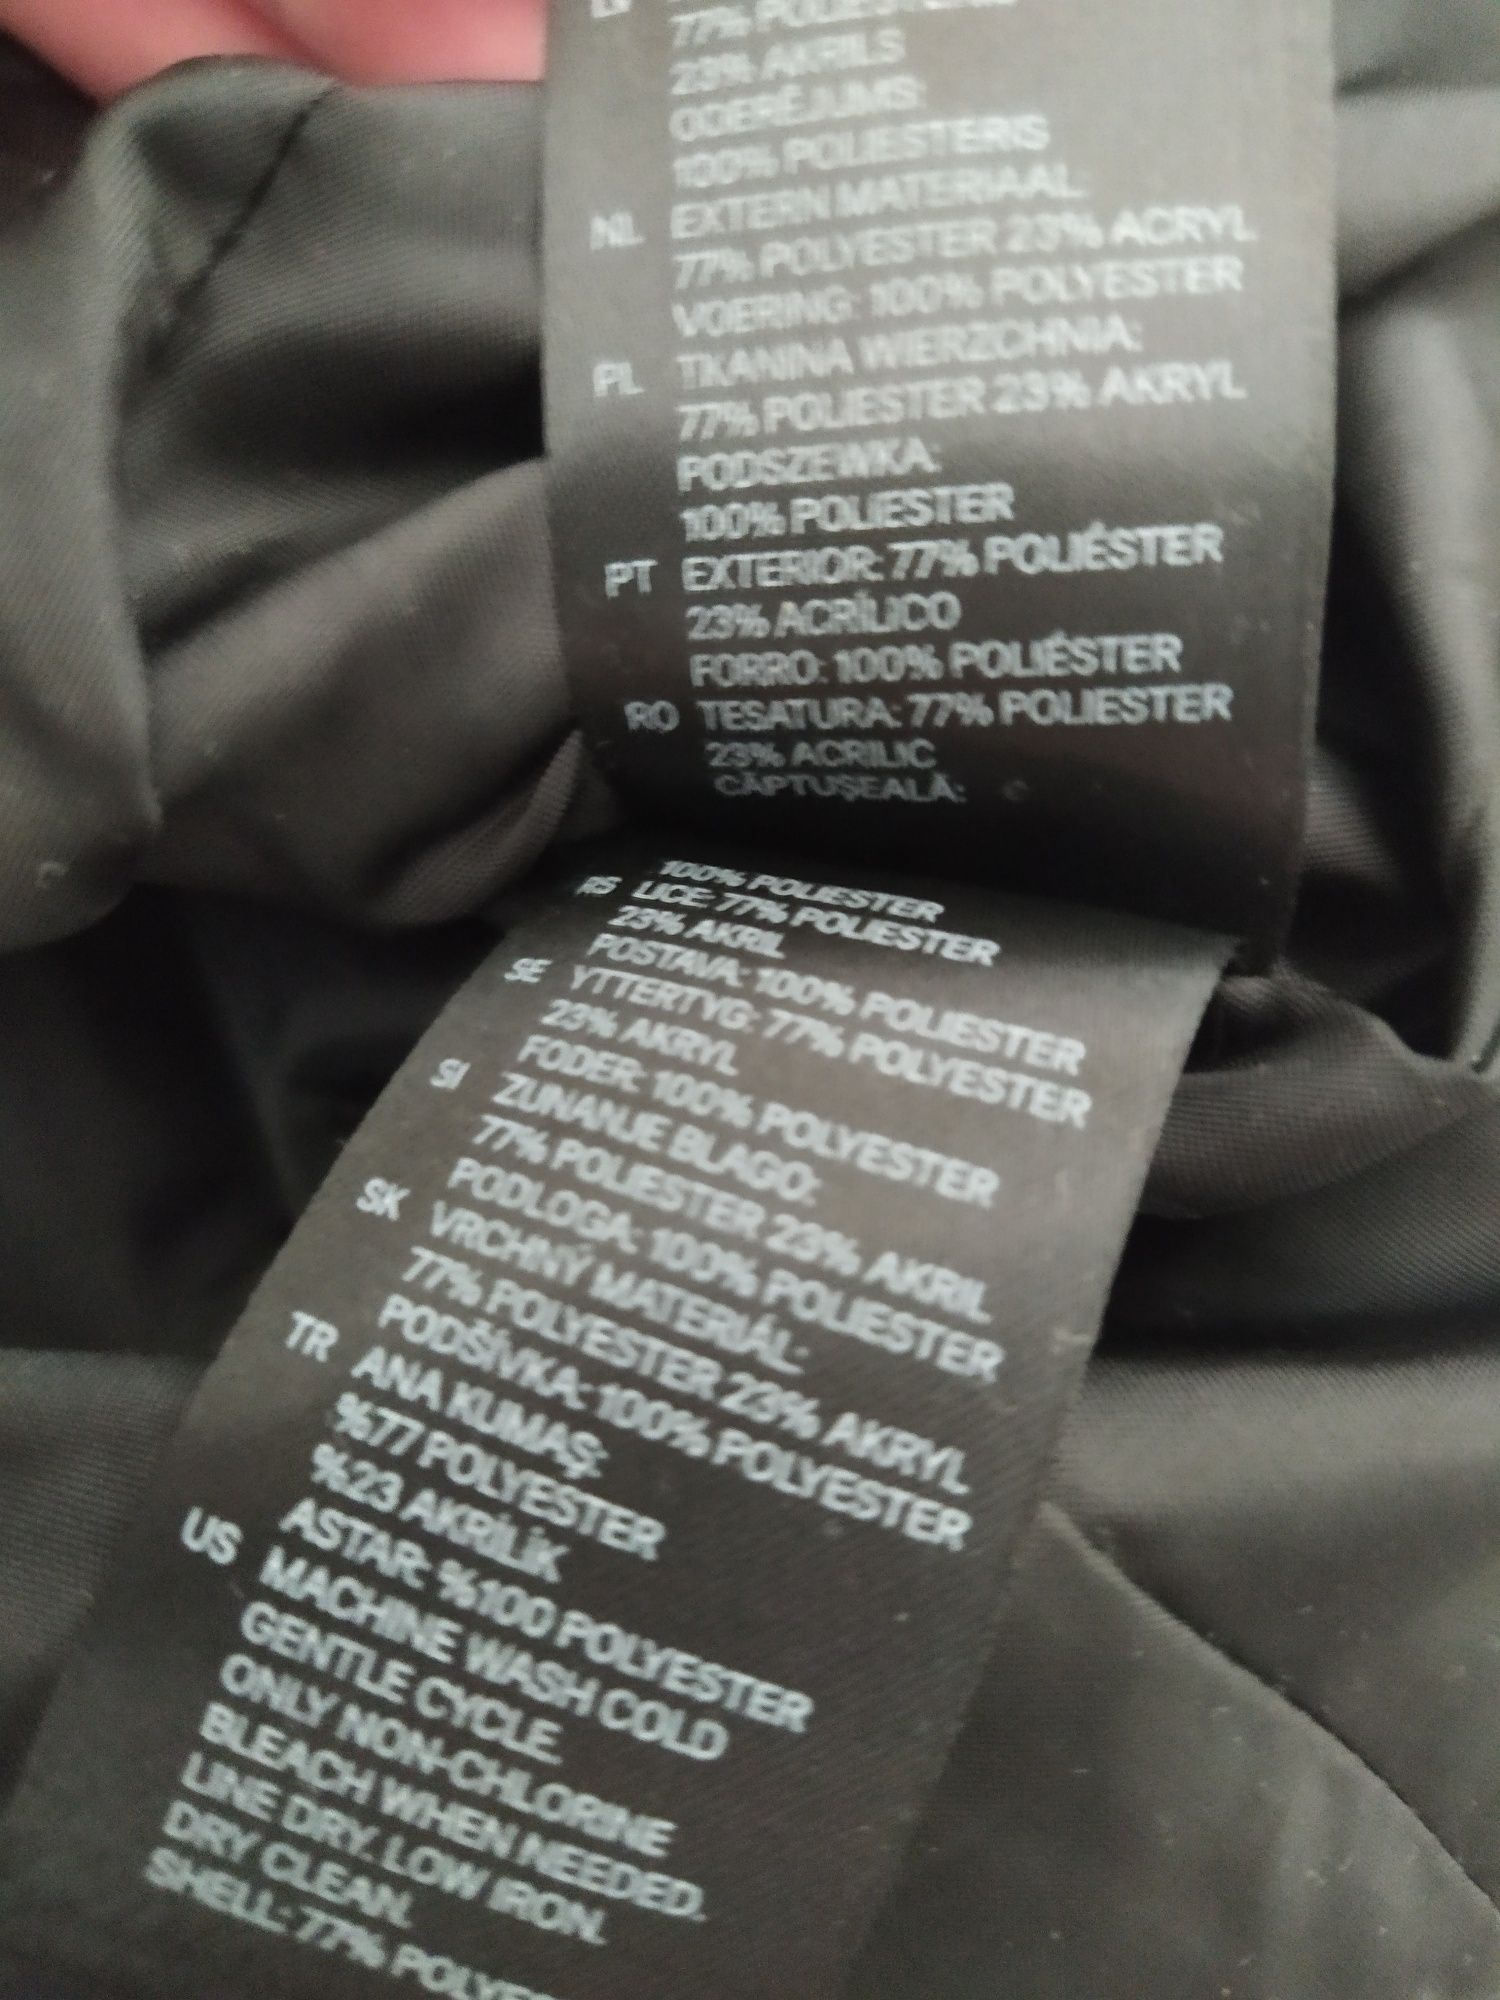 LV
77% POLIESTERIS
23% AKRILS
ODERĒJUMS:
100% POLIESTERIS
NL EXTERN MATERIAAL:
77% POLYESTER 23% ACRYL
VOERING: 100% POLYESTER
PL TKANINA WIERZCHNIA:
77% POLIESTER 23% AKRYL
PODSZEWKA:
100% POLIESTER
PT EXTERIOR: 77% POLIÉSTER
23% ACRÍLICO
FORRO: 100% POLIÉSTER
RO TESATURA: 77% POLIESTER
23% ACRILIC
CĂPTUŞEALĂ:
100% POLIESTER
RS LICE: 77% POLIESTER
23% AKRIL
POSTAVA: 100% POLIESTER
SE YTTERTYG: 77% POLYESTER
23% AKRYL
FODER: 100% POLYESTER
SI ZUNANJE BLAGO:
77% POLIESTER 23% AKRIL
PODLOGA: 100% POLIESTER
SK VRCHNÝ MATERIÁL:
77% POLYESTER 23% AKRYL
PODŠÍVKA: 100% POLYESTER
TR ANA KUMAŞ:
%77 POLYESTER
%23 AKRİLİK
ASTAR: %100 POLYESTER
US MACHINE WASH COLD
GENTLE CYCLE.
ONLY NON-CHLORINE
BLEACH WHEN NEEDED.
LINE DRY. LOW IRON.
DRY CLEAN.
SHELL: 77% POLYES